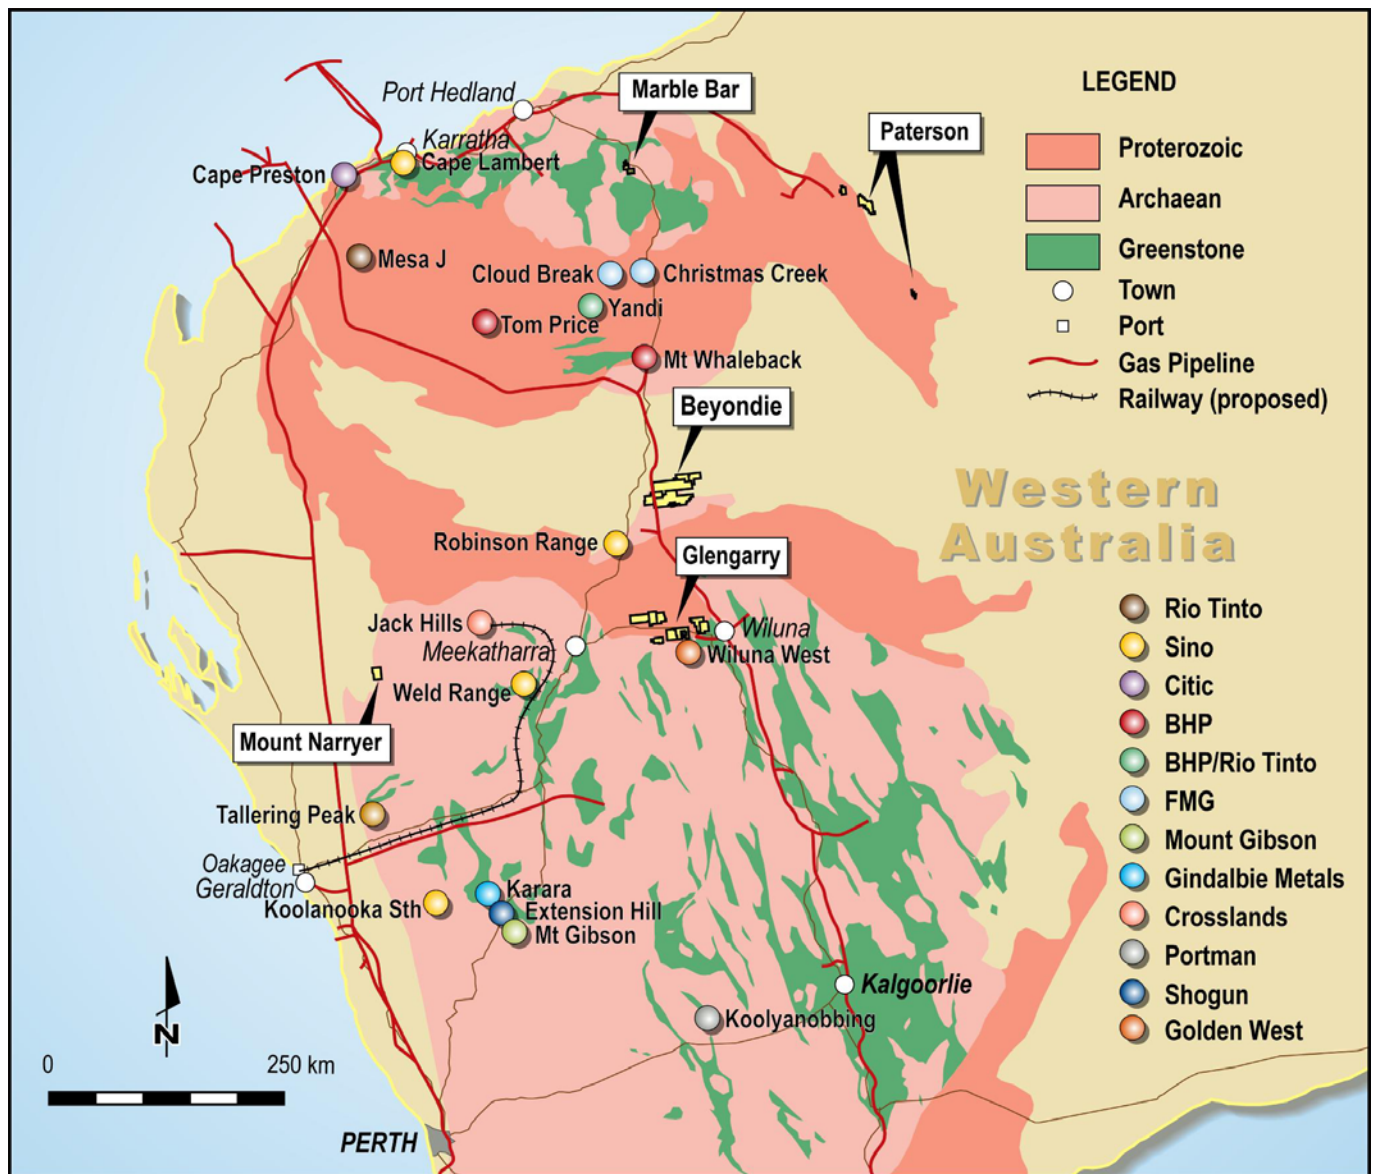 Port Hedland
Marble Bar
LEGEND
Paterson
Karratha
Cape Lambert
Cape Preston
Proterozoic
Archaean
Greenstone
Mesa J
Cloud Break
Christmas Creek
Town
Yandi
Tom Price
Port
Mt Whaleback
Gas Pipeline
Railway (proposed)
Beyondie
Western
Australia
Robinson Range
Glengarry
Jack Hills
Meekatharra
Wiluna
Wiluna West
Weld Range
Mount Narryer
Rio Tinto
Sino
Citic
BHP
BHP/Rio Tinto
FMG
Mount Gibson
Gindalbie Metals
Crosslands
Portman
Shogun
Golden West
Tallering Peak
Oakagee
Geraldton
Koolanooka Sth
Karara
Extension Hill
Mt Gibson
Kalgoorlie
Koolyanobbing
N
0 250 km
PERTH